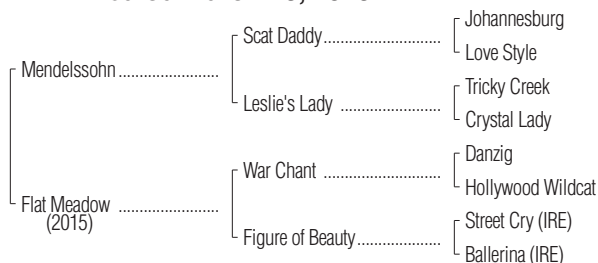 Johannesburg
Scat Daddy
Love Style
Mendelssohn
Tricky Creek
Leslie's Lady
Crystal Lady
Danzig
War Chant
Hollywood Wildcat
Flat Meadow
(2015)
Street Cry (IRE)
Figure of Beauty
Ballerina (IRE)